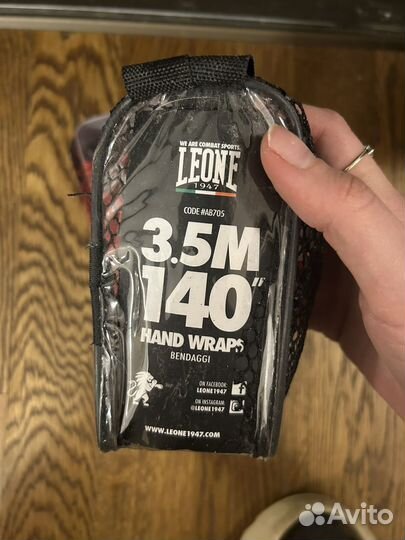 WE ARE COMBAT SPORTS.
LEONE
1947
CODE #AB705
3.5M
140"
HAND WRAPS
BENDAGGI
ON FACEBOOK:
LEONE1947
ON INSTAGRAM:
@LEONE1947
WWW.LEONE1947.COM
Avito